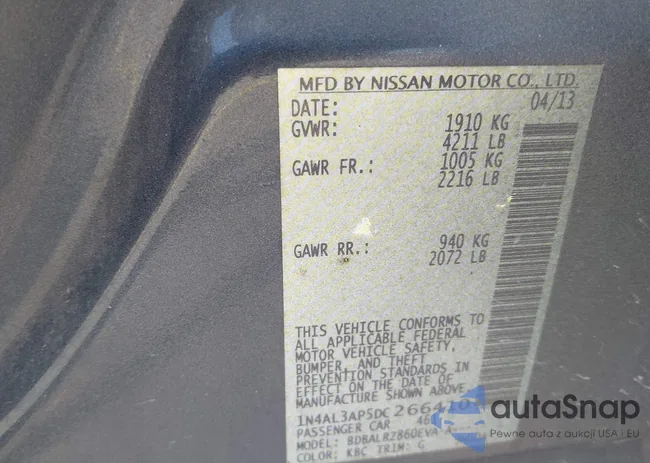 MFD BY NISSAN MOTOR CO., LTD.
DATE: 04/13
GVWR: 1910 KG
4211 LB
GAWR FR.: 1005 KG
2216 LB
GAWR RR.: 940 KG
2072 LB
THIS VEHICLE CONFORMS TO
ALL APPLICABLE FEDERAL
MOTOR VEHICLE SAFETY,
BUMPER, AND THEFT
PREVENTION STANDARDS IN
EFFECT ON THE DATE OF
MANUFACTURE SHOWN ABOVE.
PASSENGER CAR
MODEL: BDBALRZ860EVA
COLOR: KBC TRIM: G
autaSnap
Pewne auta z aukcji USA i EU